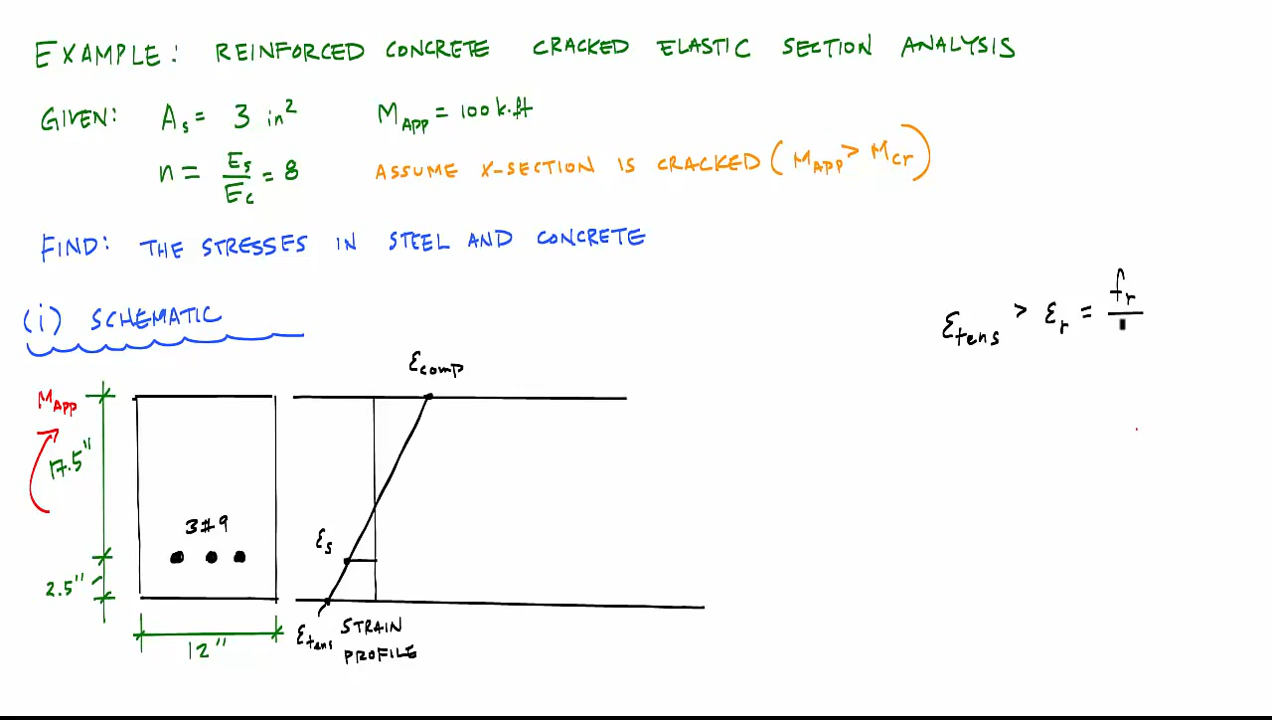 EXAMPLE: REINFORCED CONCRETE CRACKED ELASTIC SECTION ANALYSIS
GIVEN: As = 3 in² MAPP = 100 k.ft
n = Es/Ec = 8 ASSUME X-SECTION IS CRACKED (MAPP > Mcr)
FIND: THE STRESSES IN STEEL AND CONCRETE
εtens > εr = fr
(i) SCHEMATIC
εcomp
MAPP
17.5"
3#9
εs
2.5"
εtens STRAIN
PROFILE
12"